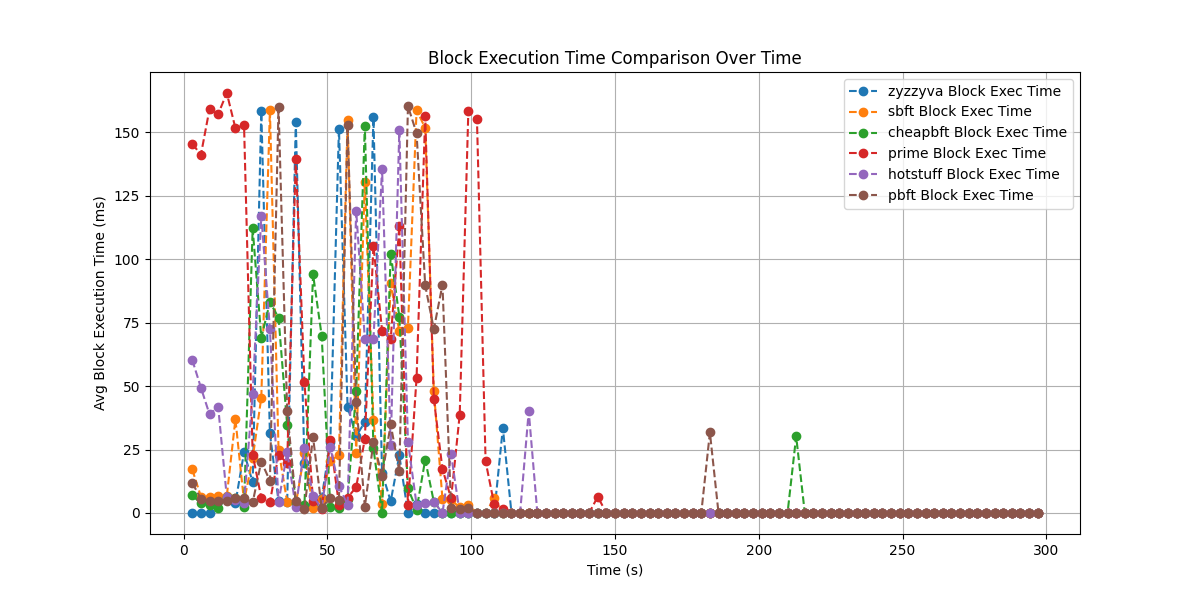 Block Execution Time Comparison Over Time
zyzzyva Block Exec Time
sbft Block Exec Time
cheapbft Block Exec Time
prime Block Exec Time
hotstuff Block Exec Time
pbft Block Exec Time
Avg Block Execution Time (ms)
150
125
100
75
50
25
0
0 50 100 150 200 250 300
Time (s)